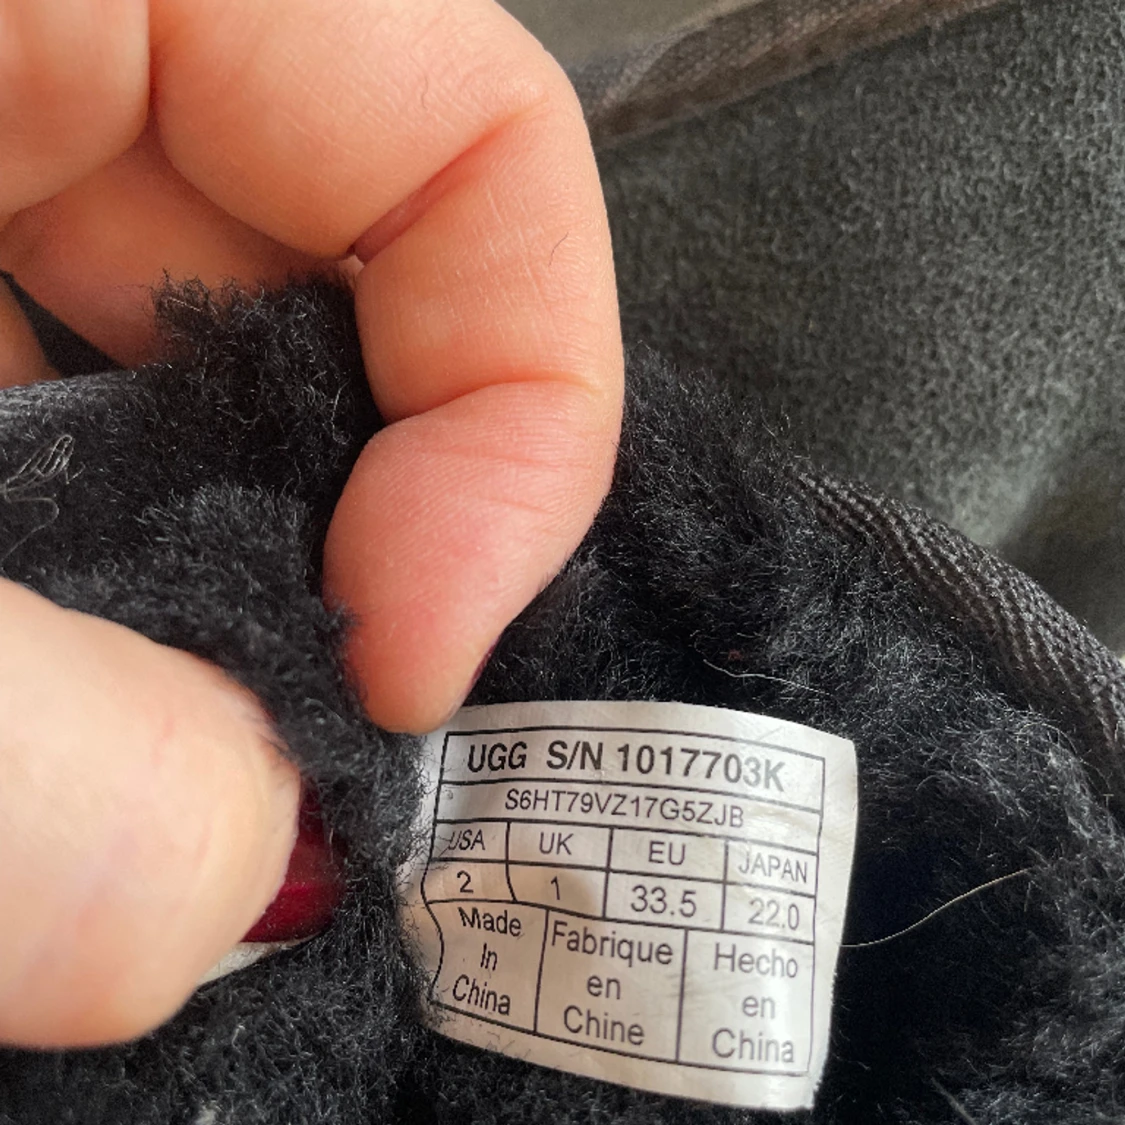 UGG S/N 1017703K
S6HT79VZ17G5ZJB
USA UK EU JAPAN
2 1 33.5 22.0
Made
In
China
Fabrique
en
Chine
Hecho
en
China